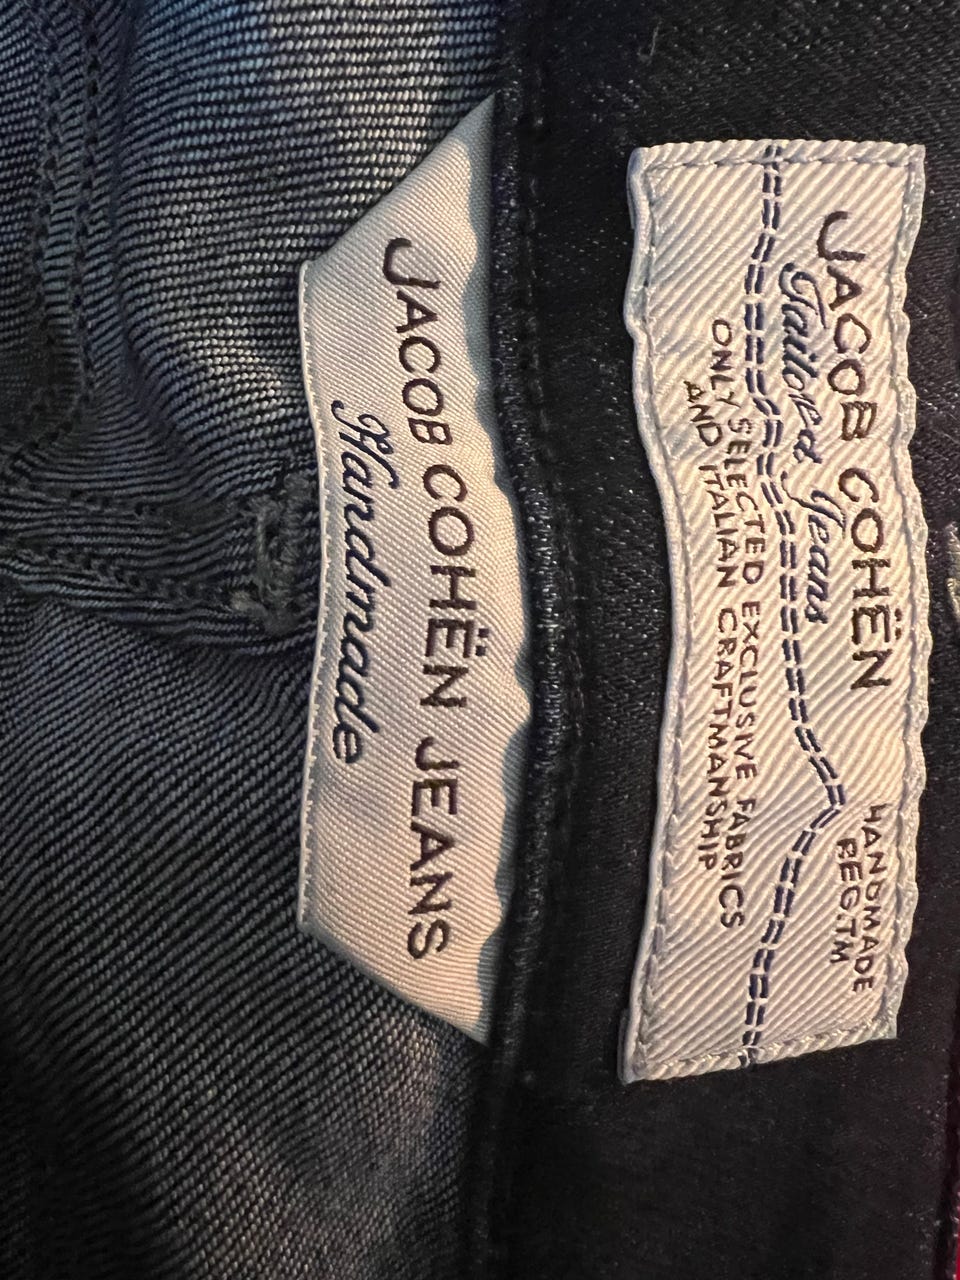 JACOB COHËN
Tailored Jeans
HANDMADE
REG.TM
ONLY SELECTED EXCLUSIVE FABRICS
AND ITALIAN CRAFTMANSHIP
JACOB COHËN JEANS
Handmade